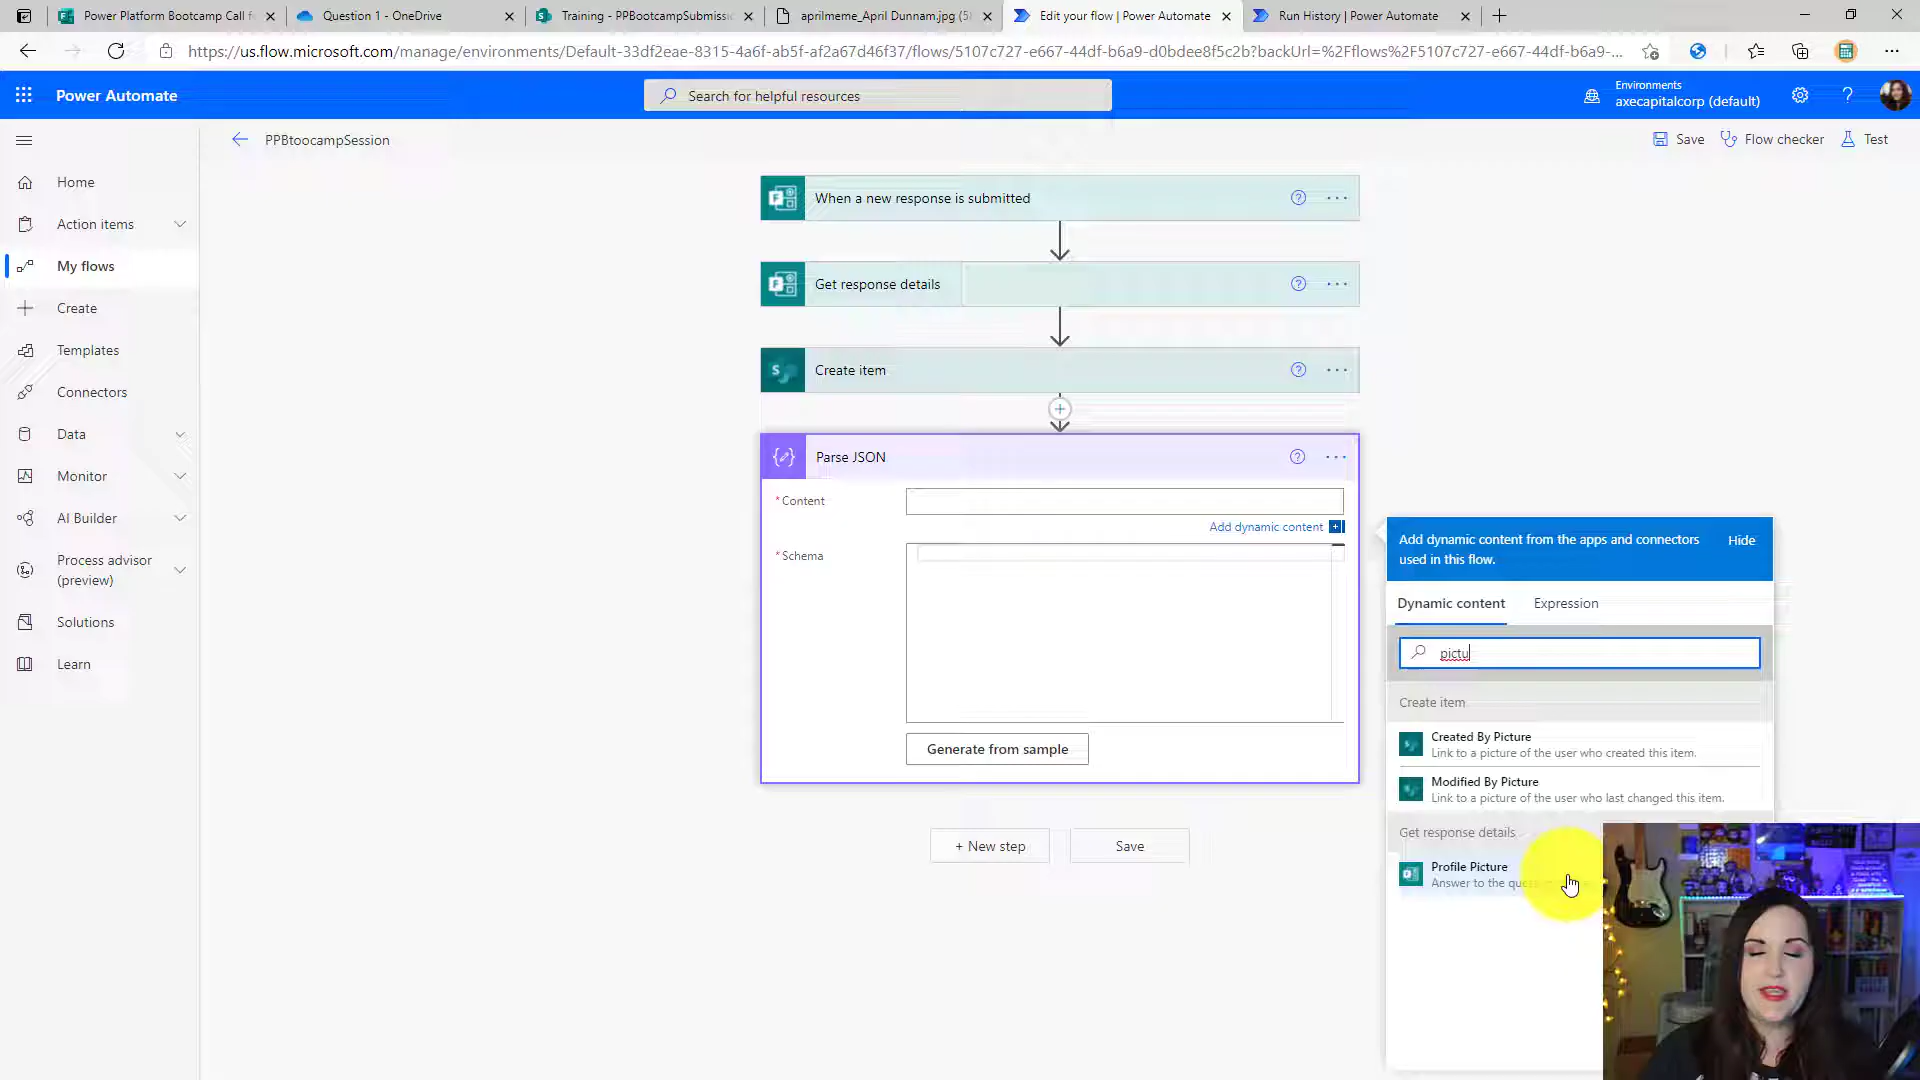 Power Platform Bootcamp Call fo
Question 1 - OneDrive
Training - PPBootcampSubmissio
aprilmeme_April Dunnam.jpg (5
Edit your flow | Power Automate
Run History | Power Automate
https://us.flow.microsoft.com/manage/environments/Default-33df2eae-8315-4a6f-ab5f-af2a67d46f37/flows/5107c727-e667-44df-b6a9-d0bdee8f5c2b?backUrl=%2Fflows%2F5107c727-e667-44df-b6a9-...
Power Automate
Search for helpful resources
Environments
axecapitalcorp (default)
PPBtoocampSession
Save
Flow checker
Test
Home
Action items
My flows
Create
Templates
Connectors
Data
Monitor
AI Builder
Process advisor
(preview)
Solutions
Learn
When a new response is submitted
Get response details
Create item
Parse JSON
* Content
Add dynamic content
* Schema
Generate from sample
+ New step
Save
Add dynamic content from the apps and connectors
used in this flow.
Hide
Dynamic content
Expression
pictu
Create item
Created By Picture
Link to a picture of the user who created this item.
Modified By Picture
Link to a picture of the user who last changed this item.
Get response details
Profile Picture
Answer to the que